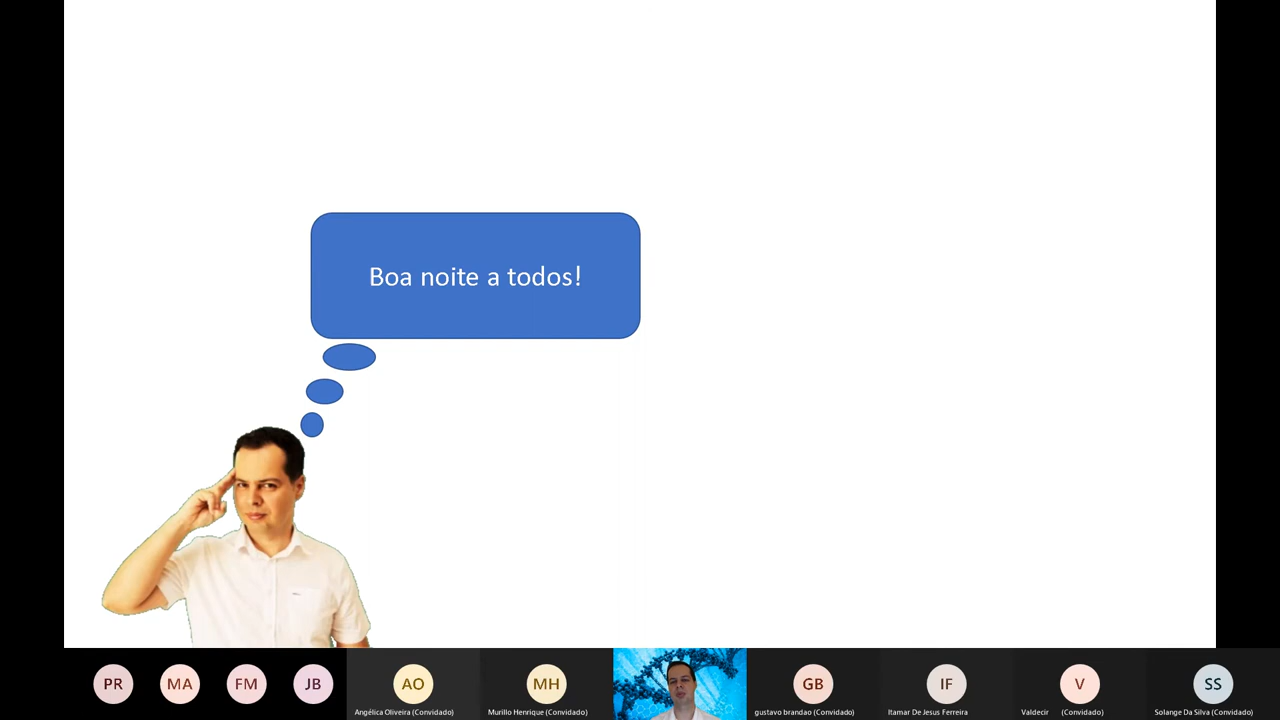 Boa noite a todos!
PR
MA
FM
JB
AO
MH
GB
IF
V
SS
Angélica Oliveira (Convidado)
Murillo Henrique (Convidado)
gustavo brandao (Convidado)
Itamar De Jesus Ferreira
Valdecir (Convidado)
Solange Da Silva (Convidado)